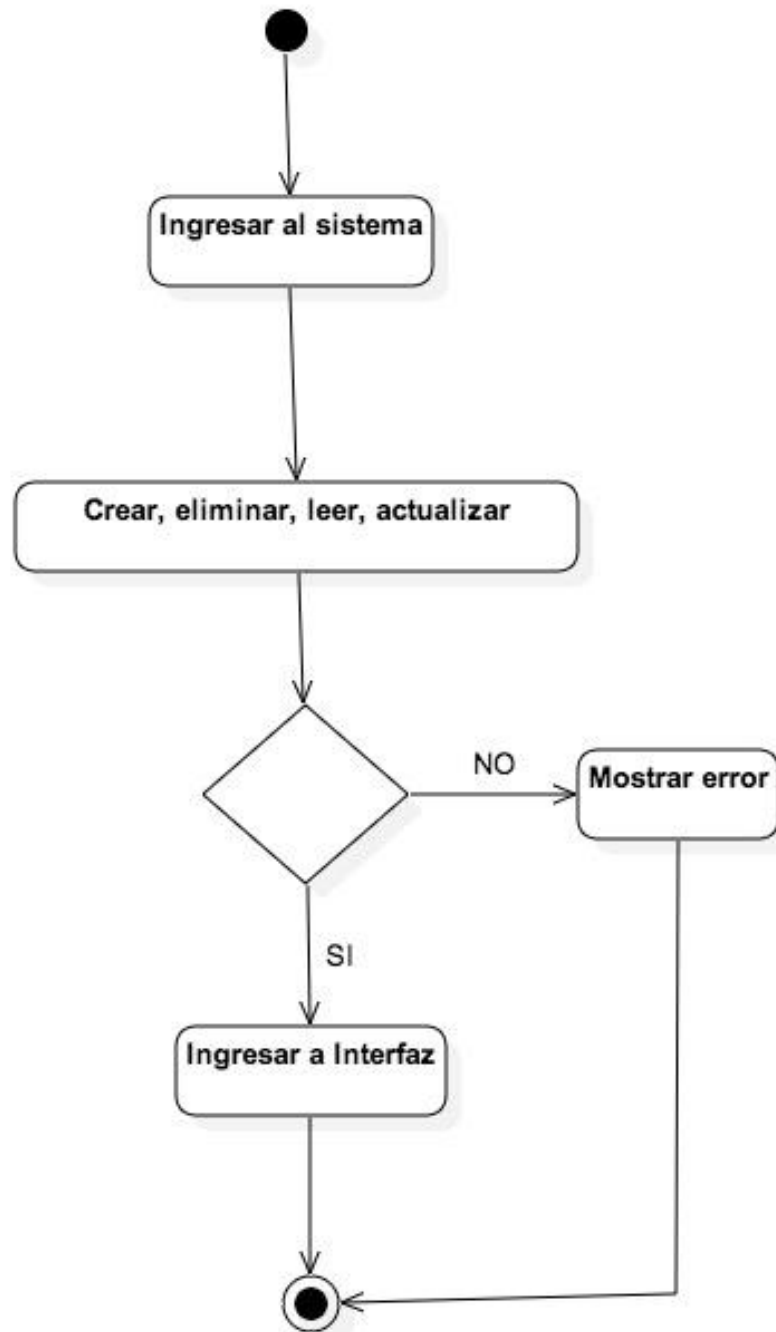 Ingresar al sistema
Crear, eliminar, leer, actualizar
NO
Mostrar error
SI
Ingresar a Interfaz